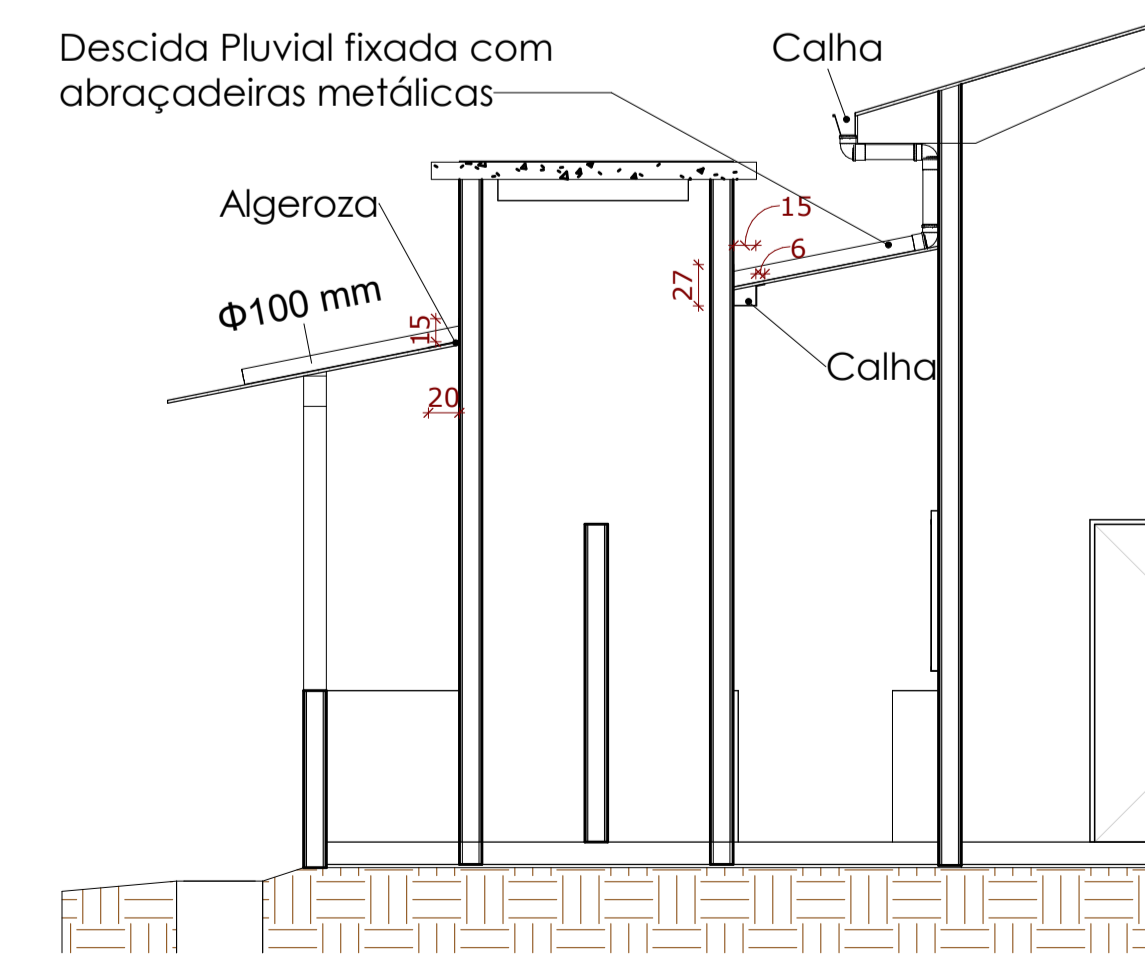 Descida Pluvial fixada com
abraçadeiras metálicas
Calha
Algeroza
15
6
27
Φ100 mm
15
Calha
20